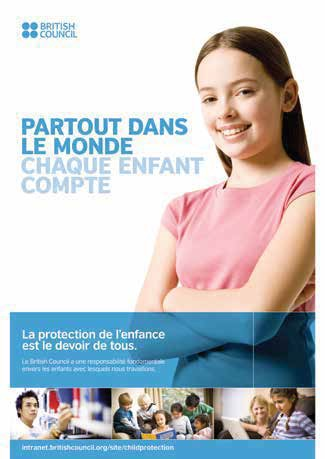 BRITISH
COUNCIL
PARTOUT DANS
LE MONDE
CHAQUE ENFANT
COMPTE
La protection de l'enfance
est le devoir de tous.
Le British Council a une responsabilité fondamentale
envers les enfants avec lesquels nous travaillons.
intranet.britishcouncil.org/site/childprotection